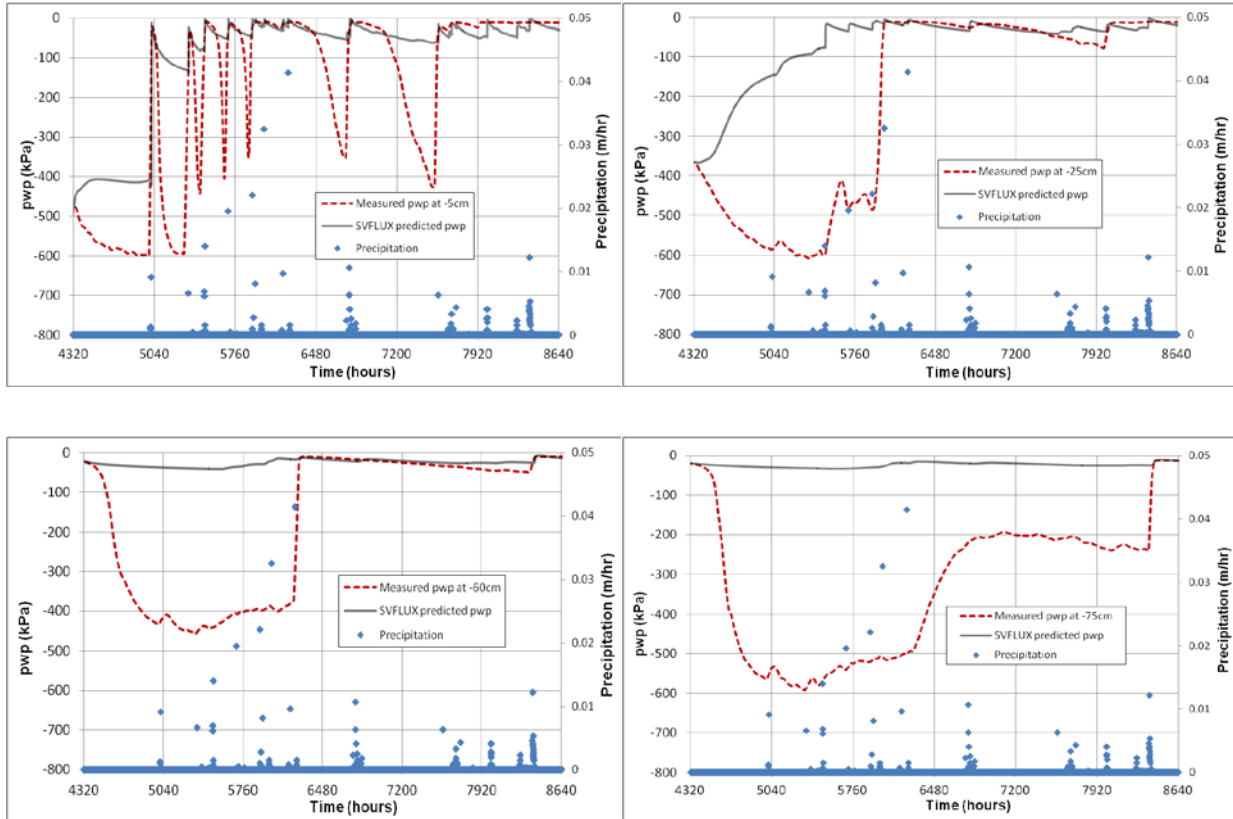 0
-100
-200
-300
-400
-500
-600
-700
-800
pwp (kPa)
4320 5040 5760 6480 7200 7920 8640
Time (hours)
0.05
0.04
0.03
0.02
0.01
0
Precipitation (m/hr)
Measured pwp at -5cm
SVFLUX predicted pwp
Precipitation
0
-100
-200
-300
-400
-500
-600
-700
-800
pwp (kPa)
4320 5040 5760 6480 7200 7920 8640
Time (hours)
0.05
0.04
0.03
0.02
0.01
0
Precipitation (m/hr)
Measured pwp at -25cm
SVFLUX predicted pwp
Precipitation
0
-100
-200
-300
-400
-500
-600
-700
-800
pwp (kPa)
4320 5040 5760 6480 7200 7920 8640
Time (hours)
0.05
0.04
0.03
0.02
0.01
0
Precipitation (m/hr)
Measured pwp at -60cm
SVFLUX predicted pwp
Precipitation
0
-100
-200
-300
-400
-500
-600
-700
-800
pwp (kPa)
4320 5040 5760 6480 7200 7920 8640
Time (hours)
0.05
0.04
0.03
0.02
0.01
0
Precipitation (m/hr)
Measured pwp at -75cm
SVFLUX predicted pwp
Precipitation